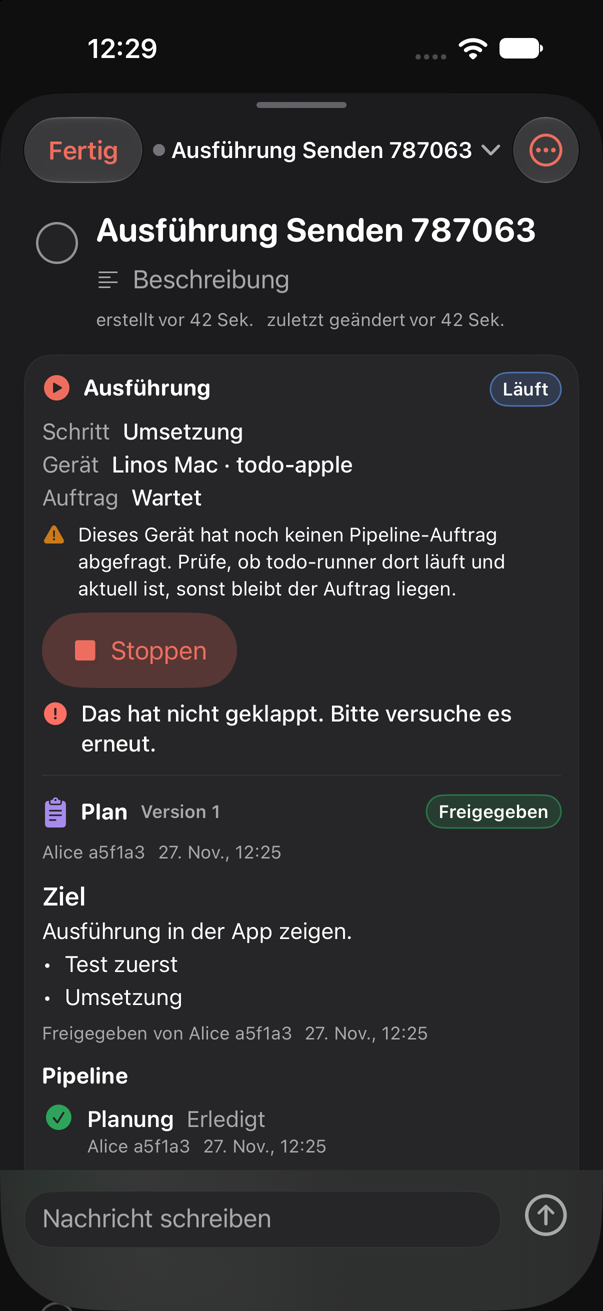 12:29
Fertig
Ausführung Senden 787063
Ausführung Senden 787063
Beschreibung
erstellt vor 42 Sek. zuletzt geändert vor 42 Sek.
Ausführung
Läuft
Schritt Umsetzung
Gerät Linos Mac · todo-apple
Auftrag Wartet
Dieses Gerät hat noch keinen Pipeline-Auftrag
abgefragt. Prüfe, ob todo-runner dort läuft und
aktuell ist, sonst bleibt der Auftrag liegen.
Stoppen
Das hat nicht geklappt. Bitte versuche es
erneut.
Plan Version 1
Freigegeben
Alice a5f1a3 27. Nov., 12:25
Ziel
Ausführung in der App zeigen.
• Test zuerst
• Umsetzung
Freigegeben von Alice a5f1a3 27. Nov., 12:25
Pipeline
Planung Erledigt
Alice a5f1a3 27. Nov., 12:25
Nachricht schreiben